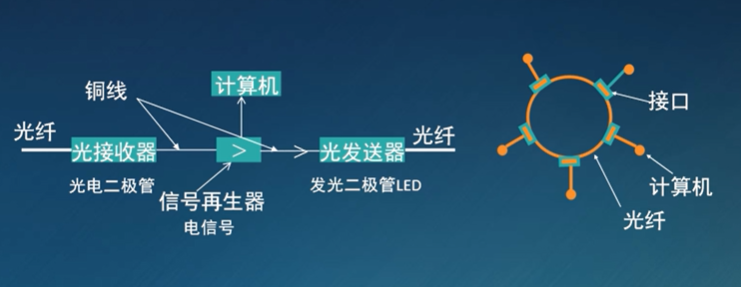 计算机
铜线
光纤
光接收器
>
光发送器
光纤
光电二极管
信号再生器
电信号
发光二极管LED
接口
计算机
光纤